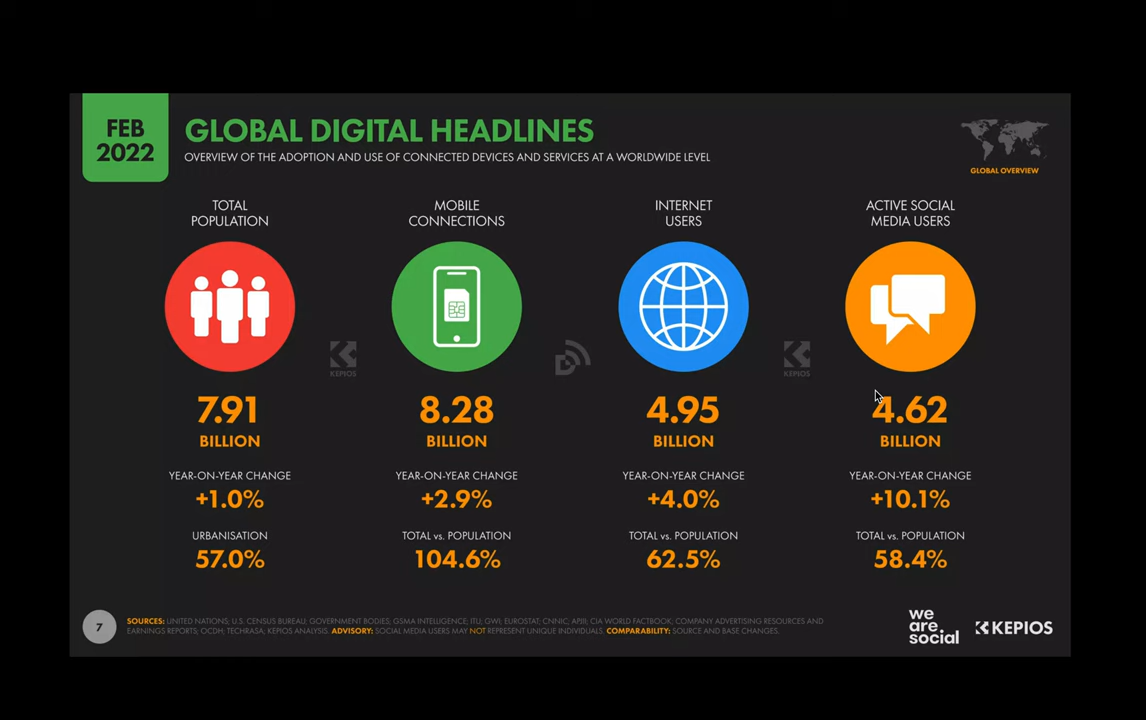 FEB
2022
GLOBAL DIGITAL HEADLINES
OVERVIEW OF THE ADOPTION AND USE OF CONNECTED DEVICES AND SERVICES AT A WORLDWIDE LEVEL
GLOBAL OVERVIEW
TOTAL
POPULATION
7.91
BILLION
YEAR-ON-YEAR CHANGE
+1.0%
URBANISATION
57.0%
MOBILE
CONNECTIONS
8.28
BILLION
YEAR-ON-YEAR CHANGE
+2.9%
TOTAL vs. POPULATION
104.6%
INTERNET
USERS
4.95
BILLION
YEAR-ON-YEAR CHANGE
+4.0%
TOTAL vs. POPULATION
62.5%
ACTIVE SOCIAL
MEDIA USERS
4.62
BILLION
YEAR-ON-YEAR CHANGE
+10.1%
TOTAL vs. POPULATION
58.4%
KEPIOS
KEPIOS
7
SOURCES: UNITED NATIONS; U.S. CENSUS BUREAU; GOVERNMENT BODIES; GSMA INTELLIGENCE; ITU; GWI; EUROSTAT; CNNIC; APJII; CIA WORLD FACTBOOK; COMPANY ADVERTISING RESOURCES AND
EARNINGS REPORTS; OCDH; TECHRASA; KEPIOS ANALYSIS. ADVISORY: SOCIAL MEDIA USERS MAY NOT REPRESENT UNIQUE INDIVIDUALS. COMPARABILITY: SOURCE AND BASE CHANGES.
we
are
social
KEPIOS